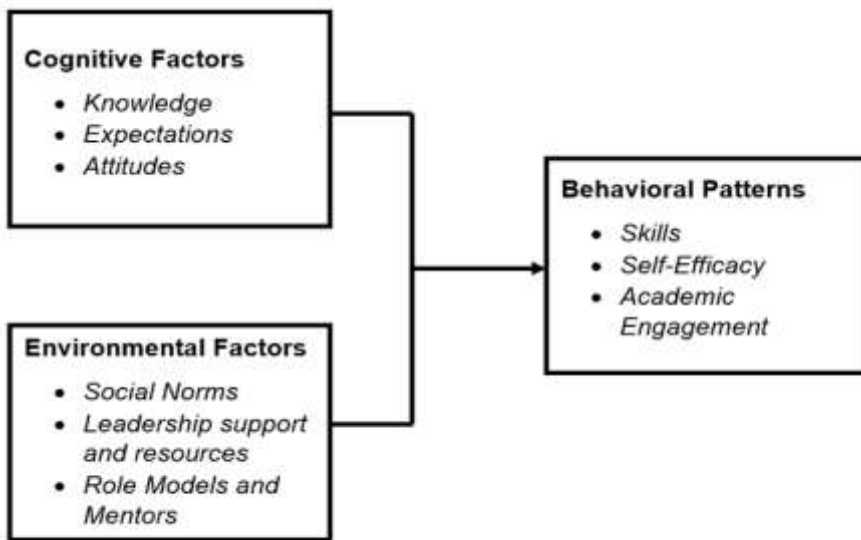 Cognitive Factors
• Knowledge
• Expectations
• Attitudes
Environmental Factors
• Social Norms
• Leadership support
and resources
• Role Models and
Mentors
Behavioral Patterns
• Skills
• Self-Efficacy
• Academic
Engagement